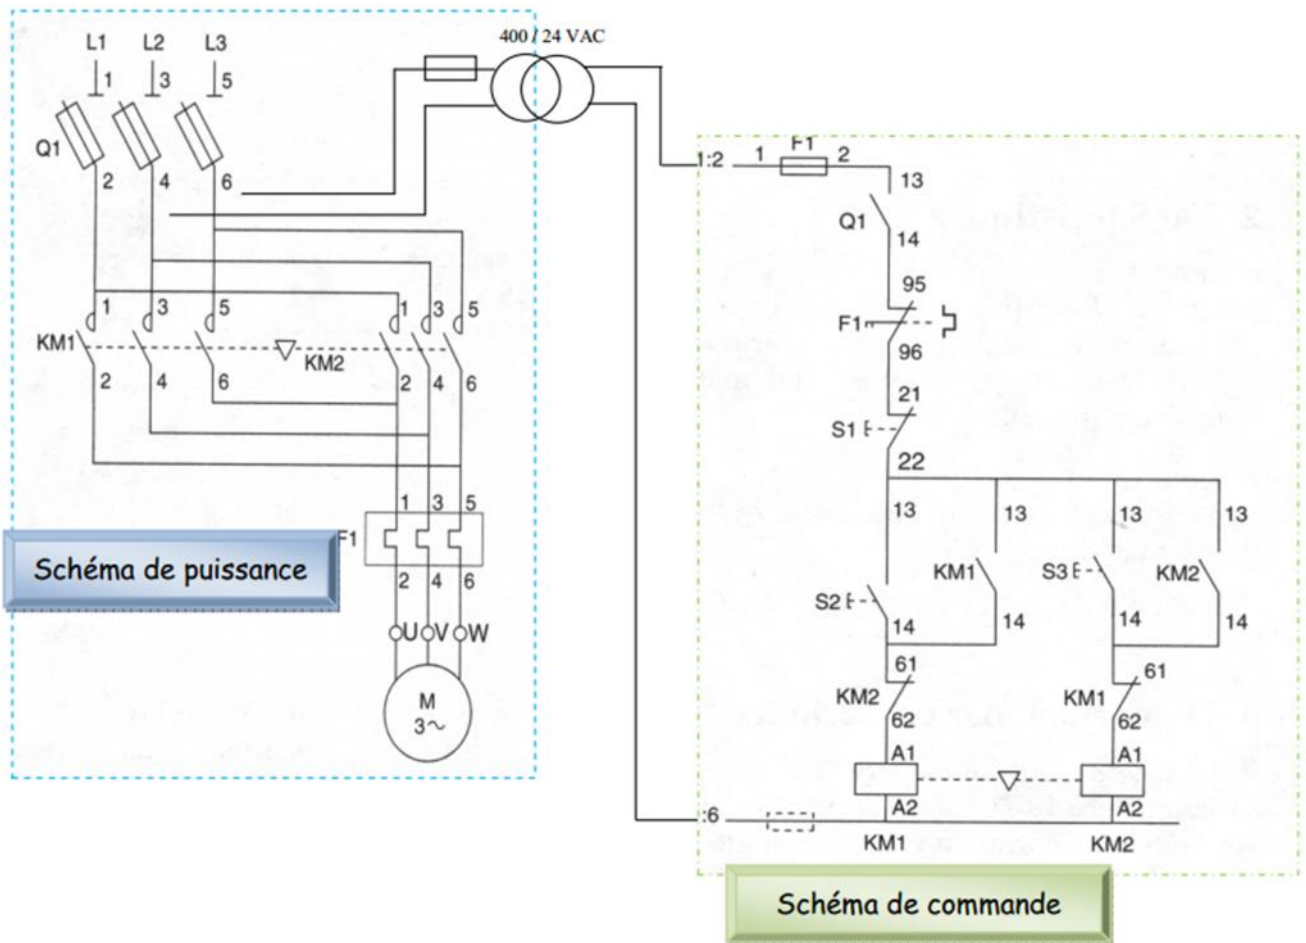 400 / 24 VAC
L1 L2 L3
1 3 5
Q1
2 4 6
1 3 5 1 3 5
KM1 KM2
2 4 6 2 4 6
1 3 5
F1
2 4 6
U V W
M
3~
Schéma de puissance
1:2 1 F1 2
13
Q1
14
95
F1
96
21
S1
22
13 13 13 13
S2 KM1 S3 KM2
14 14 14 14
61 61
KM2 KM1
62 62
A1 A1
A2 A2
:6
KM1 KM2
Schéma de commande